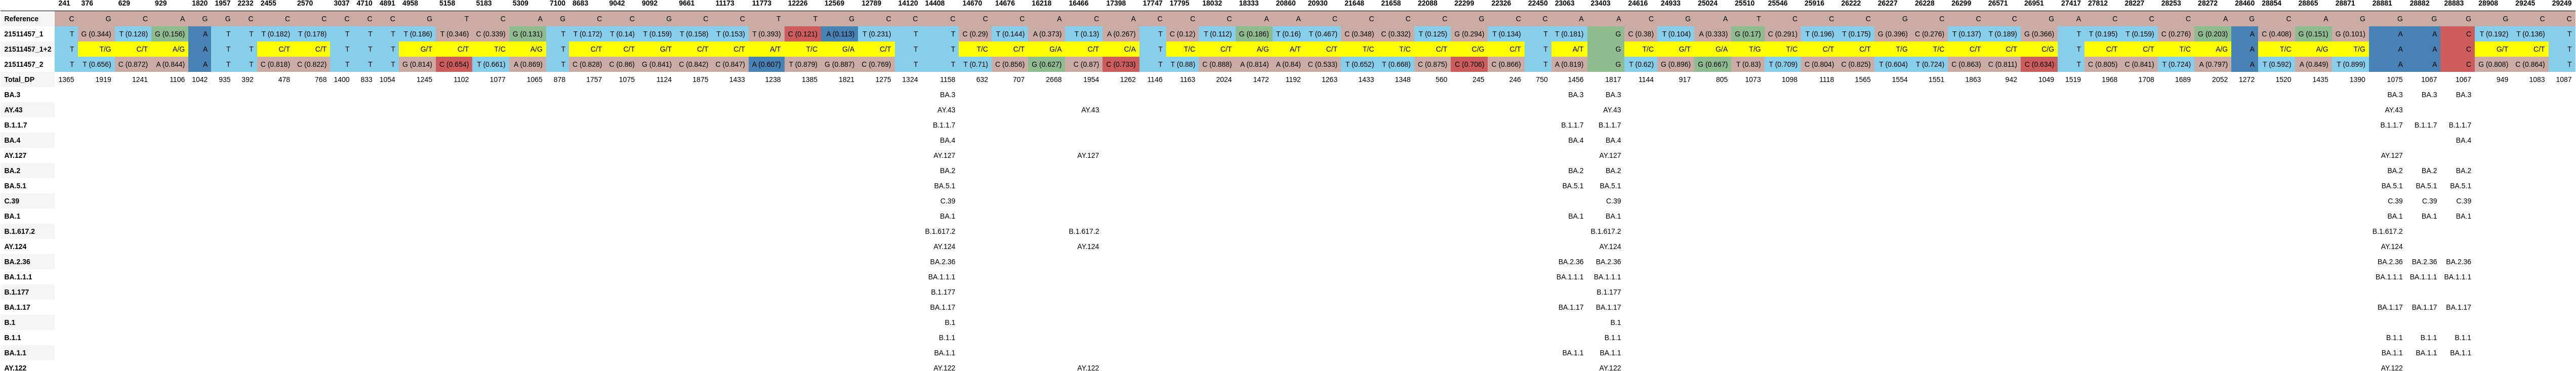 241 376 629 929 1820 1957 2232 2455 2570 3037 4710 4891 4958 5158 5183 5309 7100 8683 9042 9092 9661 11173 11773 12226 12569 12789 14120 14408 14670 14676 16218 16466 17398 17747 17795 18032 18333 20860 20930 21648 21658 22088 22299 22326 22450 23063 23403 24616 24933 25024 25510 25546 25916 26222 26227 26228 26299 26571 26951 27417 27812 28227 28253 28272 28460 28854 28865 28871 28881 28882 28883 28908 29245 29249
Reference C G C A G G C C C C C C G T C A G C C G C C T T G C C C C C A C A C C C A A C C C C G C C A A C G A T C C C G C C C G A C C C A G C A G G G G G C C
21511457_1 T G (0.344) T (0.128) G (0.156) A T T T (0.182) T (0.178) T T T T (0.186) T (0.346) C (0.339) G (0.131) T T (0.172) T (0.14) T (0.159) T (0.158) T (0.153) T (0.393) C (0.121) A (0.113) T (0.231) T T C (0.29) T (0.144) A (0.373) T (0.13) A (0.267) T C (0.12) T (0.112) G (0.186) T (0.16) T (0.467) C (0.348) C (0.332) T (0.125) G (0.294) T (0.134) T T (0.181) G C (0.38) T (0.104) A (0.333) G (0.17) C (0.291) T (0.196) T (0.175) G (0.396) C (0.276) T (0.137) T (0.189) G (0.366) T T (0.195) T (0.159) C (0.276) G (0.203) A C (0.408) G (0.151) G (0.101) A A C T (0.192) T (0.136) T
21511457_1+2 T T/G C/T A/G A T T C/T C/T T T T G/T C/T T/C A/G T C/T C/T G/T C/T C/T A/T T/C G/A C/T T T T/C C/T G/A C/T C/A T T/C C/T A/G A/T C/T T/C T/C C/T C/G C/T T A/T G T/C G/T G/A T/G T/C C/T C/T T/G T/C C/T C/T C/G T C/T C/T T/C A/G A T/C A/G T/G A A C G/T C/T T
21511457_2 T T (0.656) C (0.872) A (0.844) A T T C (0.818) C (0.822) T T T G (0.814) C (0.654) T (0.661) A (0.869) T C (0.828) C (0.86) G (0.841) C (0.842) C (0.847) A (0.607) T (0.879) G (0.887) C (0.769) T T T (0.71) C (0.856) G (0.627) C (0.87) C (0.733) T T (0.88) C (0.888) A (0.814) A (0.84) C (0.533) T (0.652) T (0.668) C (0.875) C (0.706) C (0.866) T A (0.819) G T (0.62) G (0.896) G (0.667) T (0.83) T (0.709) C (0.804) C (0.825) T (0.604) T (0.724) C (0.863) C (0.811) C (0.634) T C (0.805) C (0.841) T (0.724) A (0.797) A T (0.592) A (0.849) T (0.899) A A C G (0.808) C (0.864) T
Total_DP 1365 1919 1241 1106 1042 935 392 478 768 1400 833 1054 1245 1102 1077 1065 878 1757 1075 1124 1875 1433 1238 1385 1821 1275 1324 1158 632 707 2668 1954 1262 1146 1163 2024 1472 1192 1263 1433 1348 560 245 246 750 1456 1817 1144 917 805 1073 1098 1118 1565 1554 1551 1863 942 1049 1519 1968 1708 1689 2052 1272 1520 1435 1390 1075 1067 1067 949 1083 1087
BA.3 BA.3 BA.3 BA.3 BA.3 BA.3 BA.3
AY.43 AY.43 AY.43 AY.43 AY.43
B.1.1.7 B.1.1.7 B.1.1.7 B.1.1.7 B.1.1.7 B.1.1.7 B.1.1.7
BA.4 BA.4 BA.4 BA.4 BA.4
AY.127 AY.127 AY.127 AY.127 AY.127
BA.2 BA.2 BA.2 BA.2 BA.2 BA.2 BA.2
BA.5.1 BA.5.1 BA.5.1 BA.5.1 BA.5.1 BA.5.1 BA.5.1
C.39 C.39 C.39 C.39 C.39 C.39
BA.1 BA.1 BA.1 BA.1 BA.1 BA.1 BA.1
B.1.617.2 B.1.617.2 B.1.617.2 B.1.617.2 B.1.617.2
AY.124 AY.124 AY.124 AY.124 AY.124
BA.2.36 BA.2.36 BA.2.36 BA.2.36 BA.2.36 BA.2.36 BA.2.36
BA.1.1.1 BA.1.1.1 BA.1.1.1 BA.1.1.1 BA.1.1.1 BA.1.1.1 BA.1.1.1
B.1.177 B.1.177 B.1.177
BA.1.17 BA.1.17 BA.1.17 BA.1.17 BA.1.17 BA.1.17 BA.1.17
B.1 B.1 B.1
B.1.1 B.1.1 B.1.1 B.1.1 B.1.1 B.1.1
BA.1.1 BA.1.1 BA.1.1 BA.1.1 BA.1.1 BA.1.1 BA.1.1
AY.122 AY.122 AY.122 AY.122 AY.122